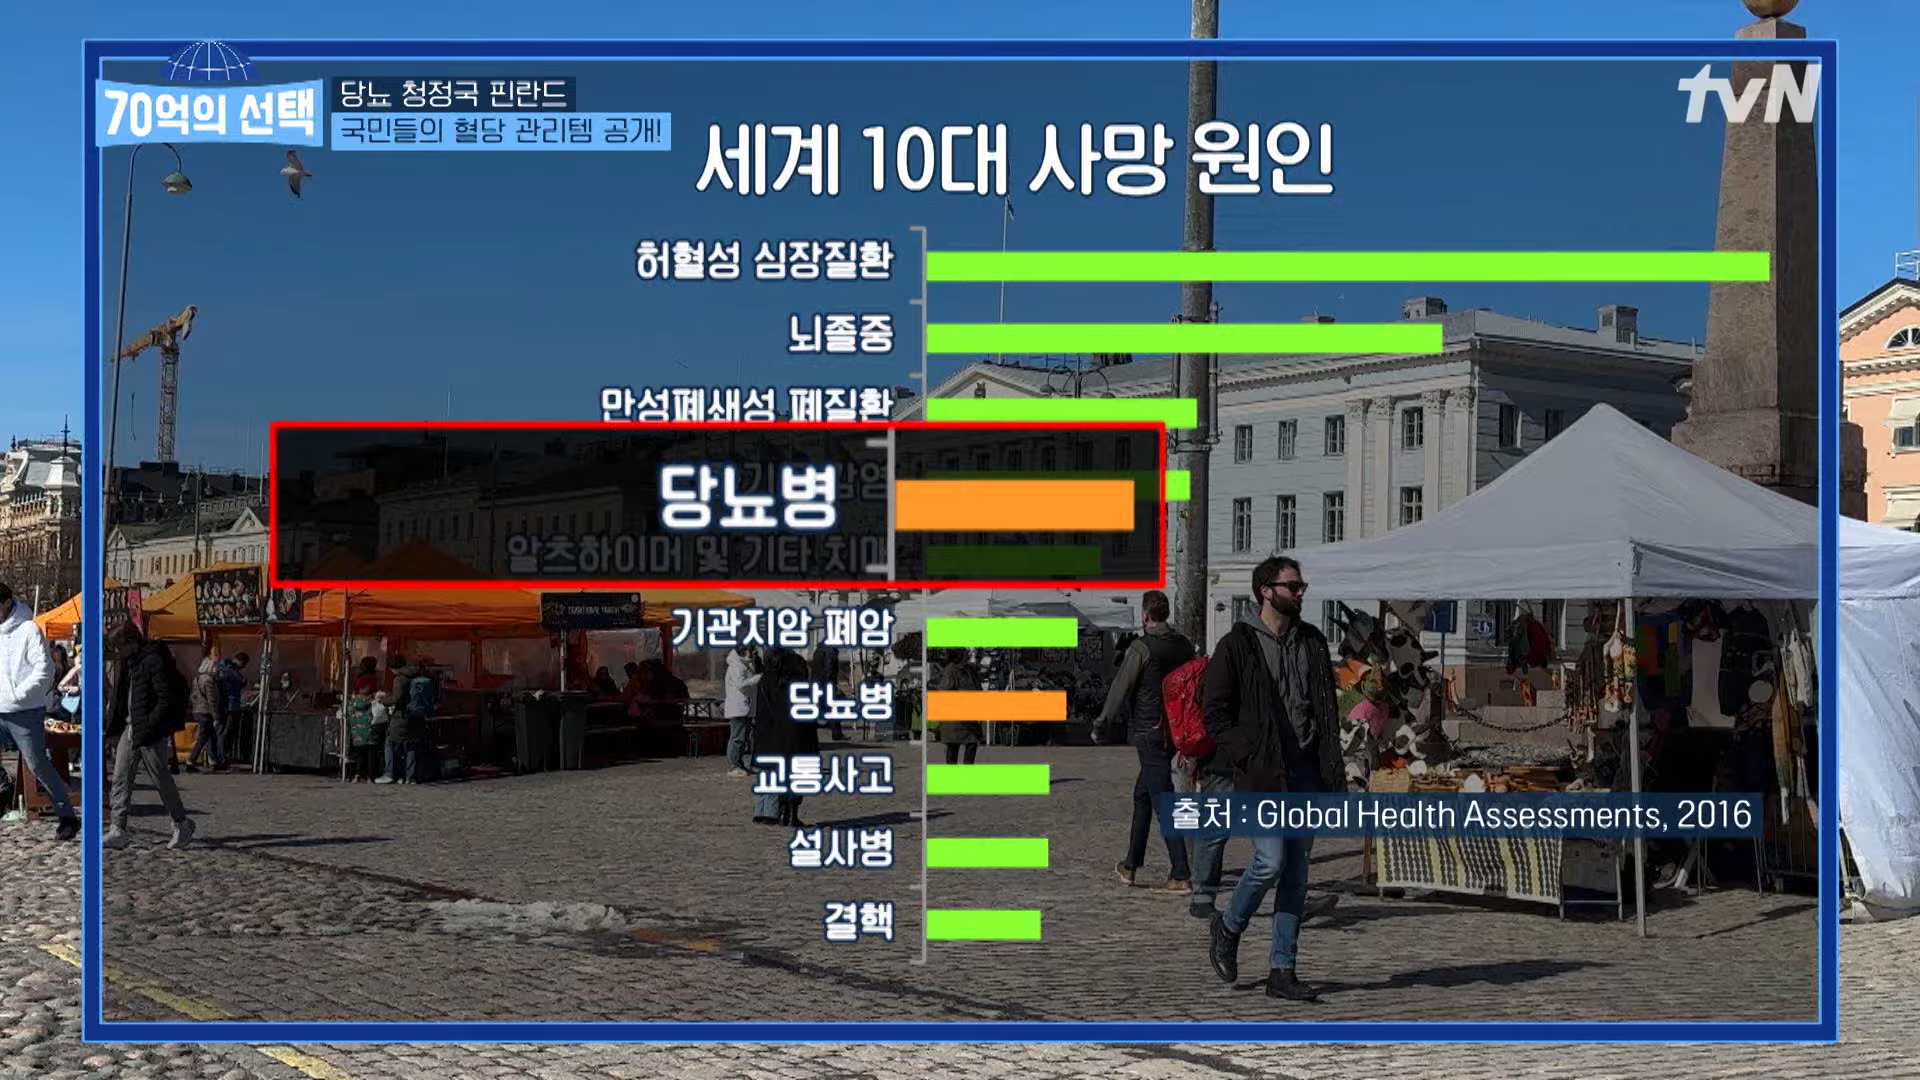 70억의 선택
당뇨 청정국 핀란드
국민들의 혈당 관리템 공개!
tvN
세계 10대 사망 원인
허혈성 심장질환
뇌졸중
만성폐쇄성 폐질환
당뇨병
알츠하이머 및 기타 치매
기관지암 폐암
당뇨병
교통사고
설사병
결핵
출처 : Global Health Assessments, 2016